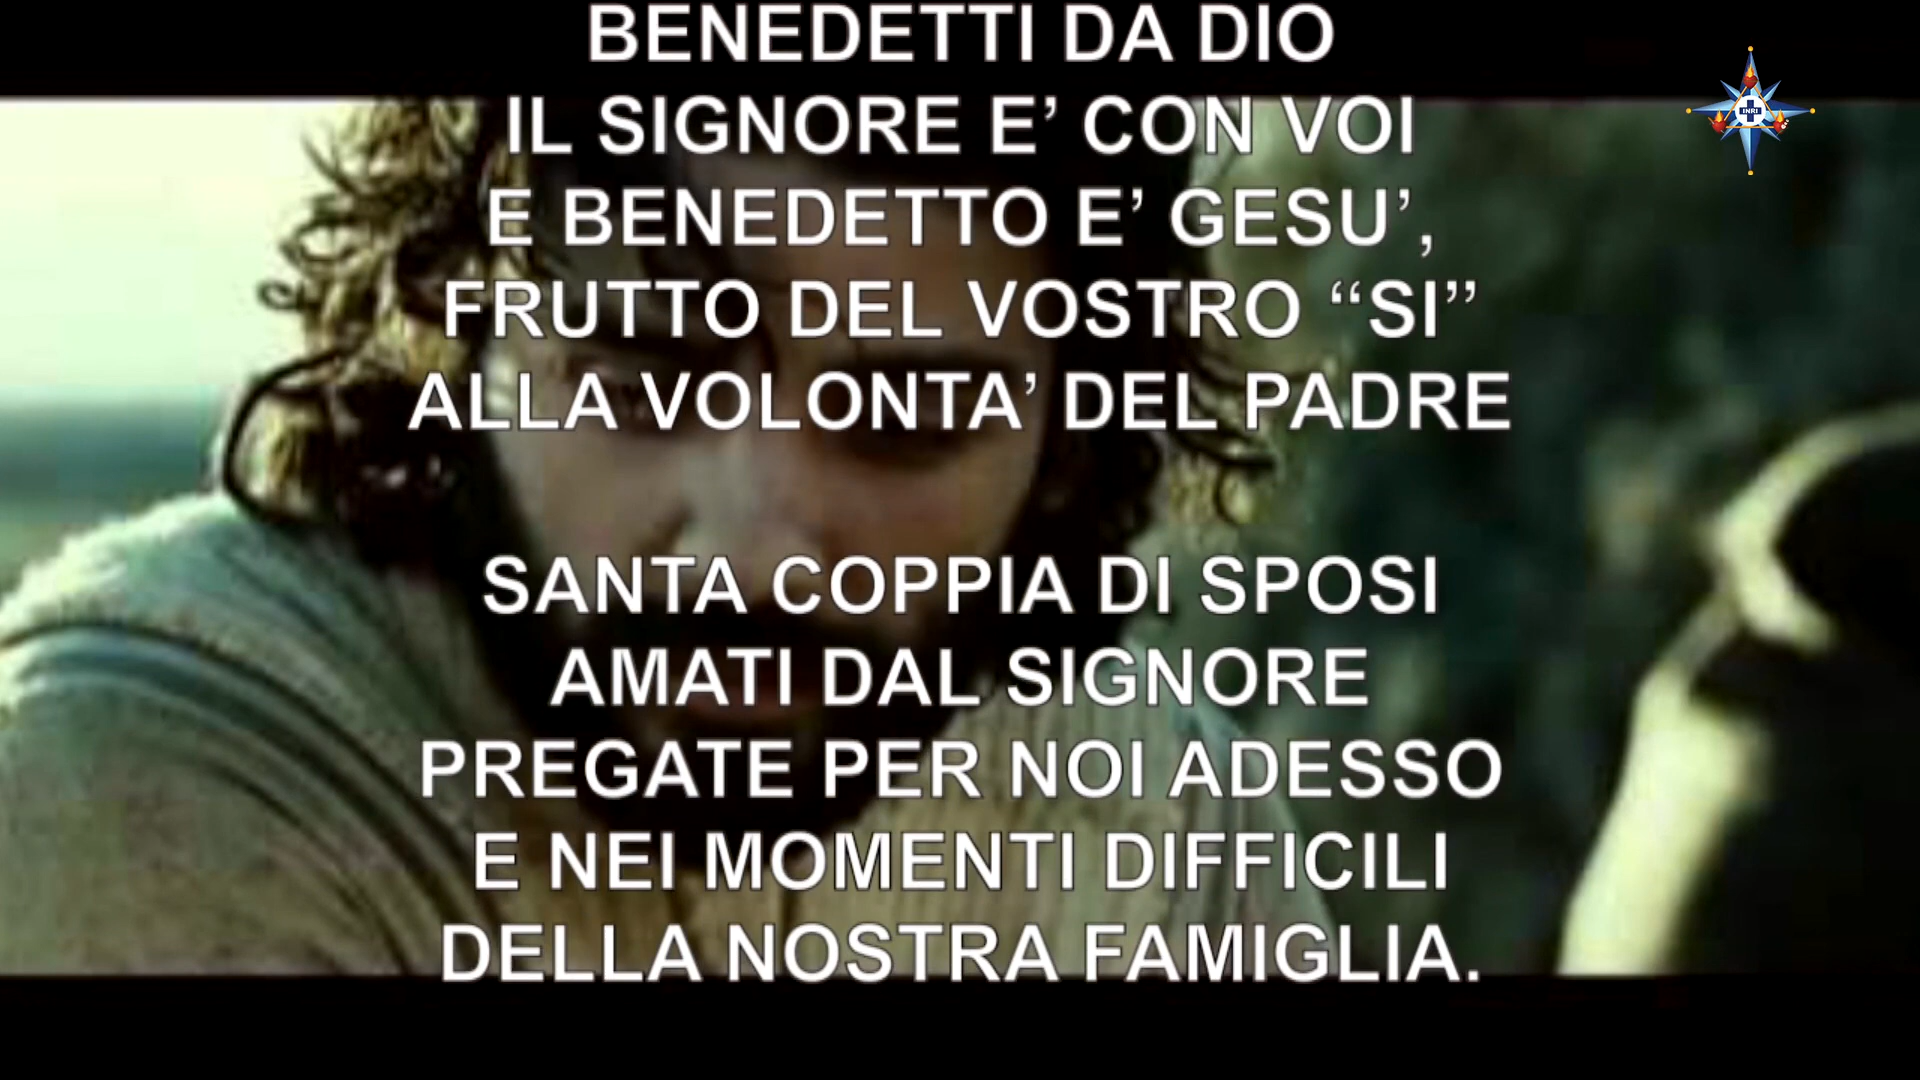 BENEDETTI DA DIO
IL SIGNORE E’ CON VOI
E BENEDETTO E’ GESU’,
FRUTTO DEL VOSTRO “SI”
ALLA VOLONTA’ DEL PADRE
SANTA COPPIA DI SPOSI
AMATI DAL SIGNORE
PREGATE PER NOI ADESSO
E NEI MOMENTI DIFFICILI
DELLA NOSTRA FAMIGLIA.
INRI